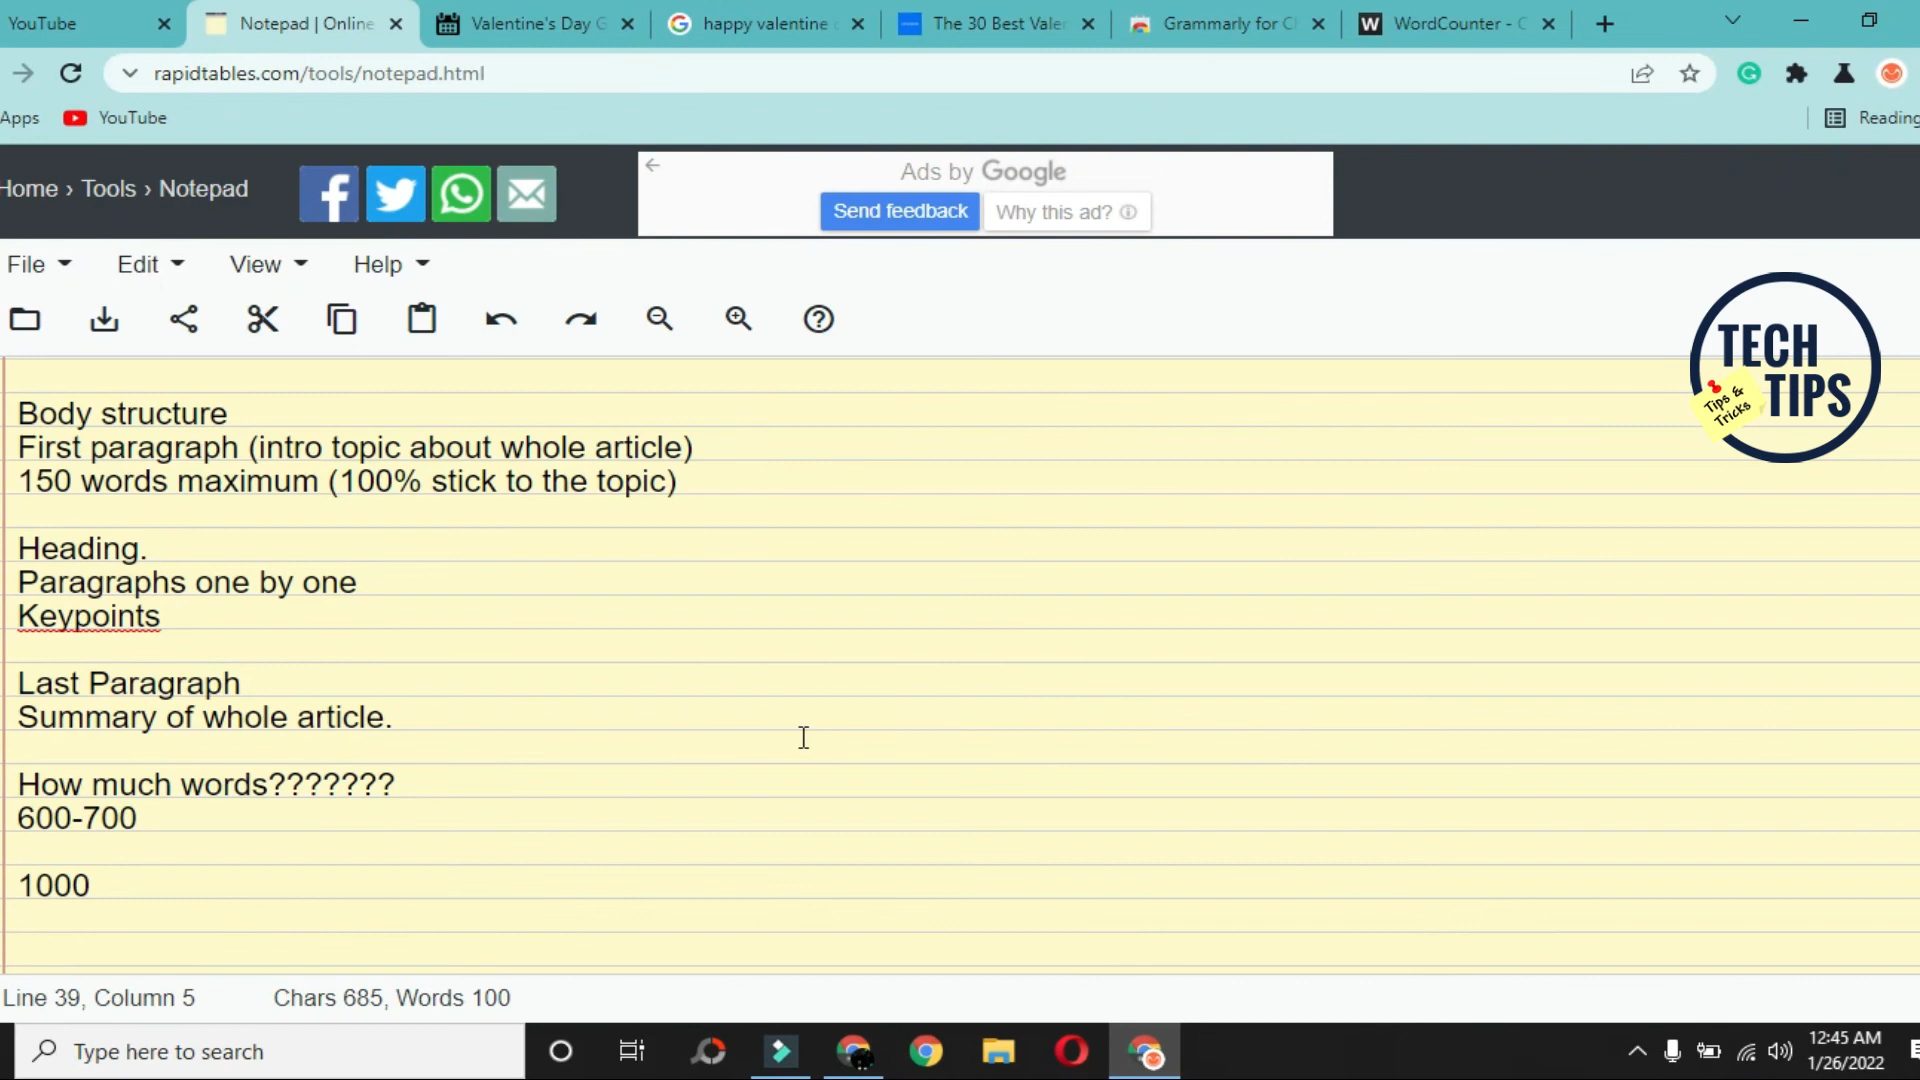 YouTube
Notepad | Online
Valentine's Day G
happy valentine
The 30 Best Vale
Grammarly for C
WordCounter - C
rapidtables.com/tools/notepad.html
Apps
YouTube
Reading
Home › Tools › Notepad
Ads by Google
Send feedback
Why this ad?
File
Edit
View
Help
TECH
TIPS
Tips &
Tricks
Body structure
First paragraph (intro topic about whole article)
150 words maximum (100% stick to the topic)
Heading.
Paragraphs one by one
Keypoints
Last Paragraph
Summary of whole article.
How much words???????
600-700
1000
Line 39, Column 5
Chars 685, Words 100
Type here to search
12:45 AM
1/26/2022